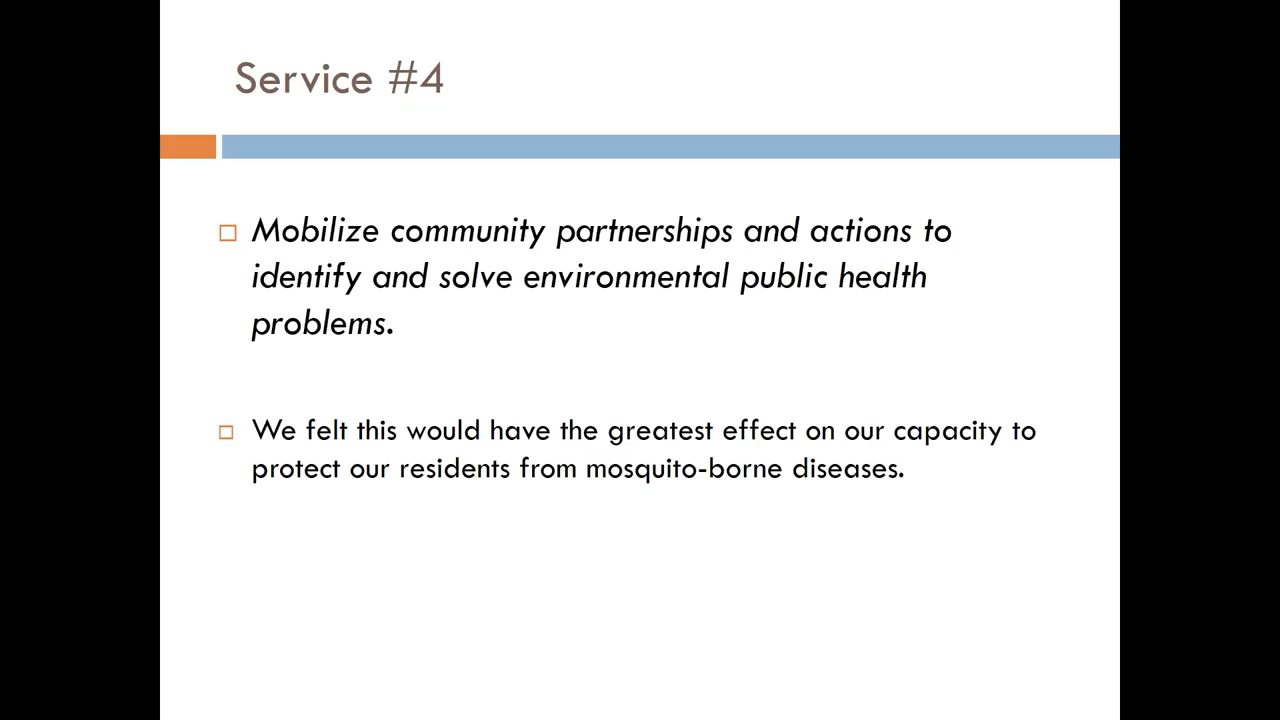 Service #4
Mobilize community partnerships and actions to
identify and solve environmental public health
problems.
We felt this would have the greatest effect on our capacity to
protect our residents from mosquito-borne diseases.